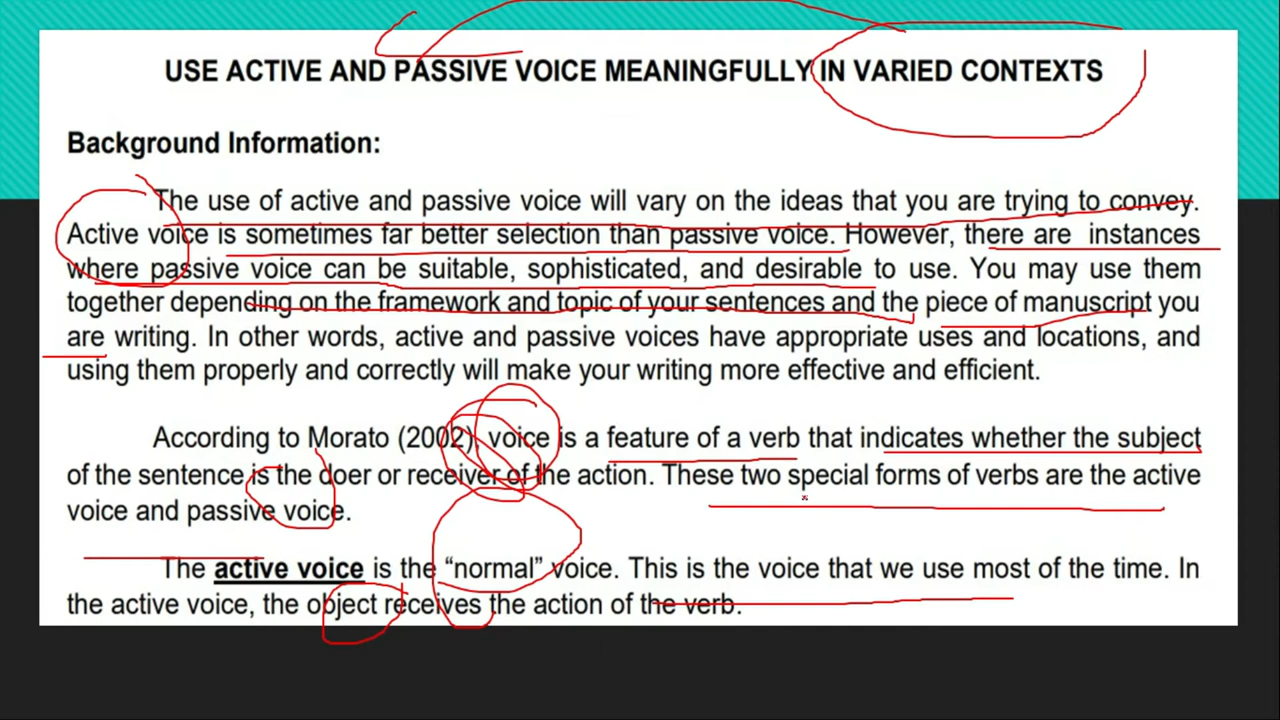 USE ACTIVE AND PASSIVE VOICE MEANINGFULLY IN VARIED CONTEXTS
Background Information:
The use of active and passive voice will vary on the ideas that you are trying to convey.
Active voice is sometimes far better selection than passive voice. However, there are instances
where passive voice can be suitable, sophisticated, and desirable to use. You may use them
together depending on the framework and topic of your sentences and the piece of manuscript you
are writing. In other words, active and passive voices have appropriate uses and locations, and
using them properly and correctly will make your writing more effective and efficient.
According to Morato (2002), voice is a feature of a verb that indicates whether the subject
of the sentence is the doer or receiver of the action. These two special forms of verbs are the active
voice and passive voice.
The active voice is the “normal” voice. This is the voice that we use most of the time. In
the active voice, the object receives the action of the verb.